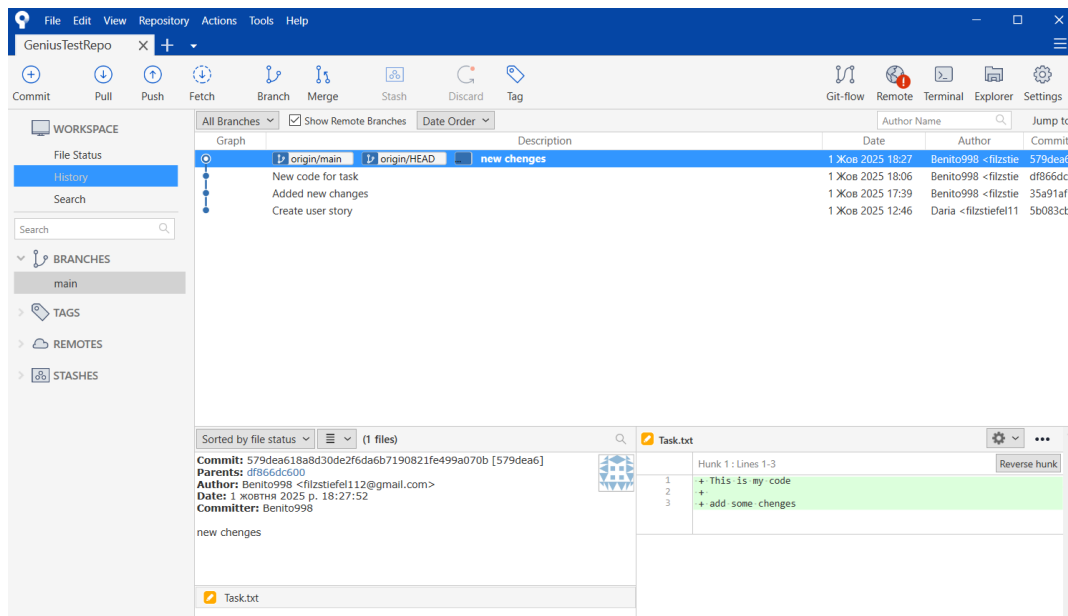 File Edit View Repository Actions Tools Help
GeniusTestRepo
Commit Pull Push Fetch Branch Merge Stash Discard Tag Git-flow Remote Terminal Explorer Settings
WORKSPACE
File Status
History
Search
Search
BRANCHES
main
TAGS
REMOTES
STASHES
All Branches Show Remote Branches Date Order Author Name Jump to
Graph Description Date Author Commit
origin/main origin/HEAD new changes 1 Жов 2025 18:27 Benito998 <filzstie 579dea6
New code for task 1 Жов 2025 18:06 Benito998 <filzstie df866dc
Added new changes 1 Жов 2025 17:39 Benito998 <filzstie 35a91af
Create user story 1 Жов 2025 12:46 Daria <filzstiefel11 5b083cb
Sorted by file status (1 files)
Commit: 579dea618a8d30de2f6da6b7190821fe499a070b [579dea6]
Parents: df866dc600
Author: Benito998 <filzstiefel112@gmail.com>
Date: 1 жовтня 2025 р. 18:27:52
Committer: Benito998
new chenges
Task.txt
Task.txt
Hunk 1 : Lines 1-3 Reverse hunk
1 + This is my code
2 +
3 + add some chenges